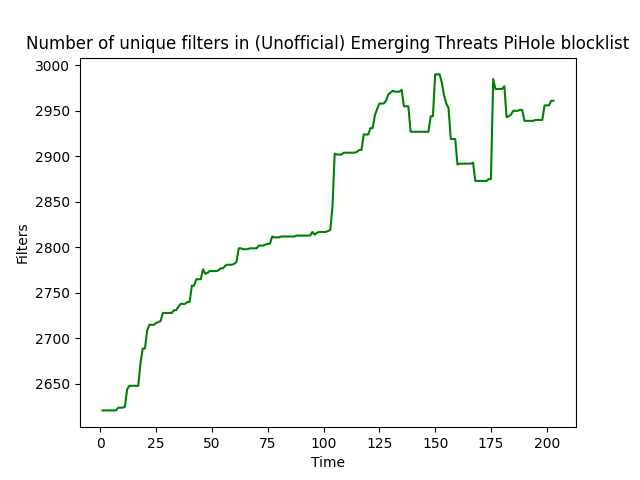 Number of unique filters in (Unofficial) Emerging Threats PiHole blocklist
3000
2950
2900
2850
2800
2750
2700
2650
Filters
0 25 50 75 100 125 150 175 200
Time